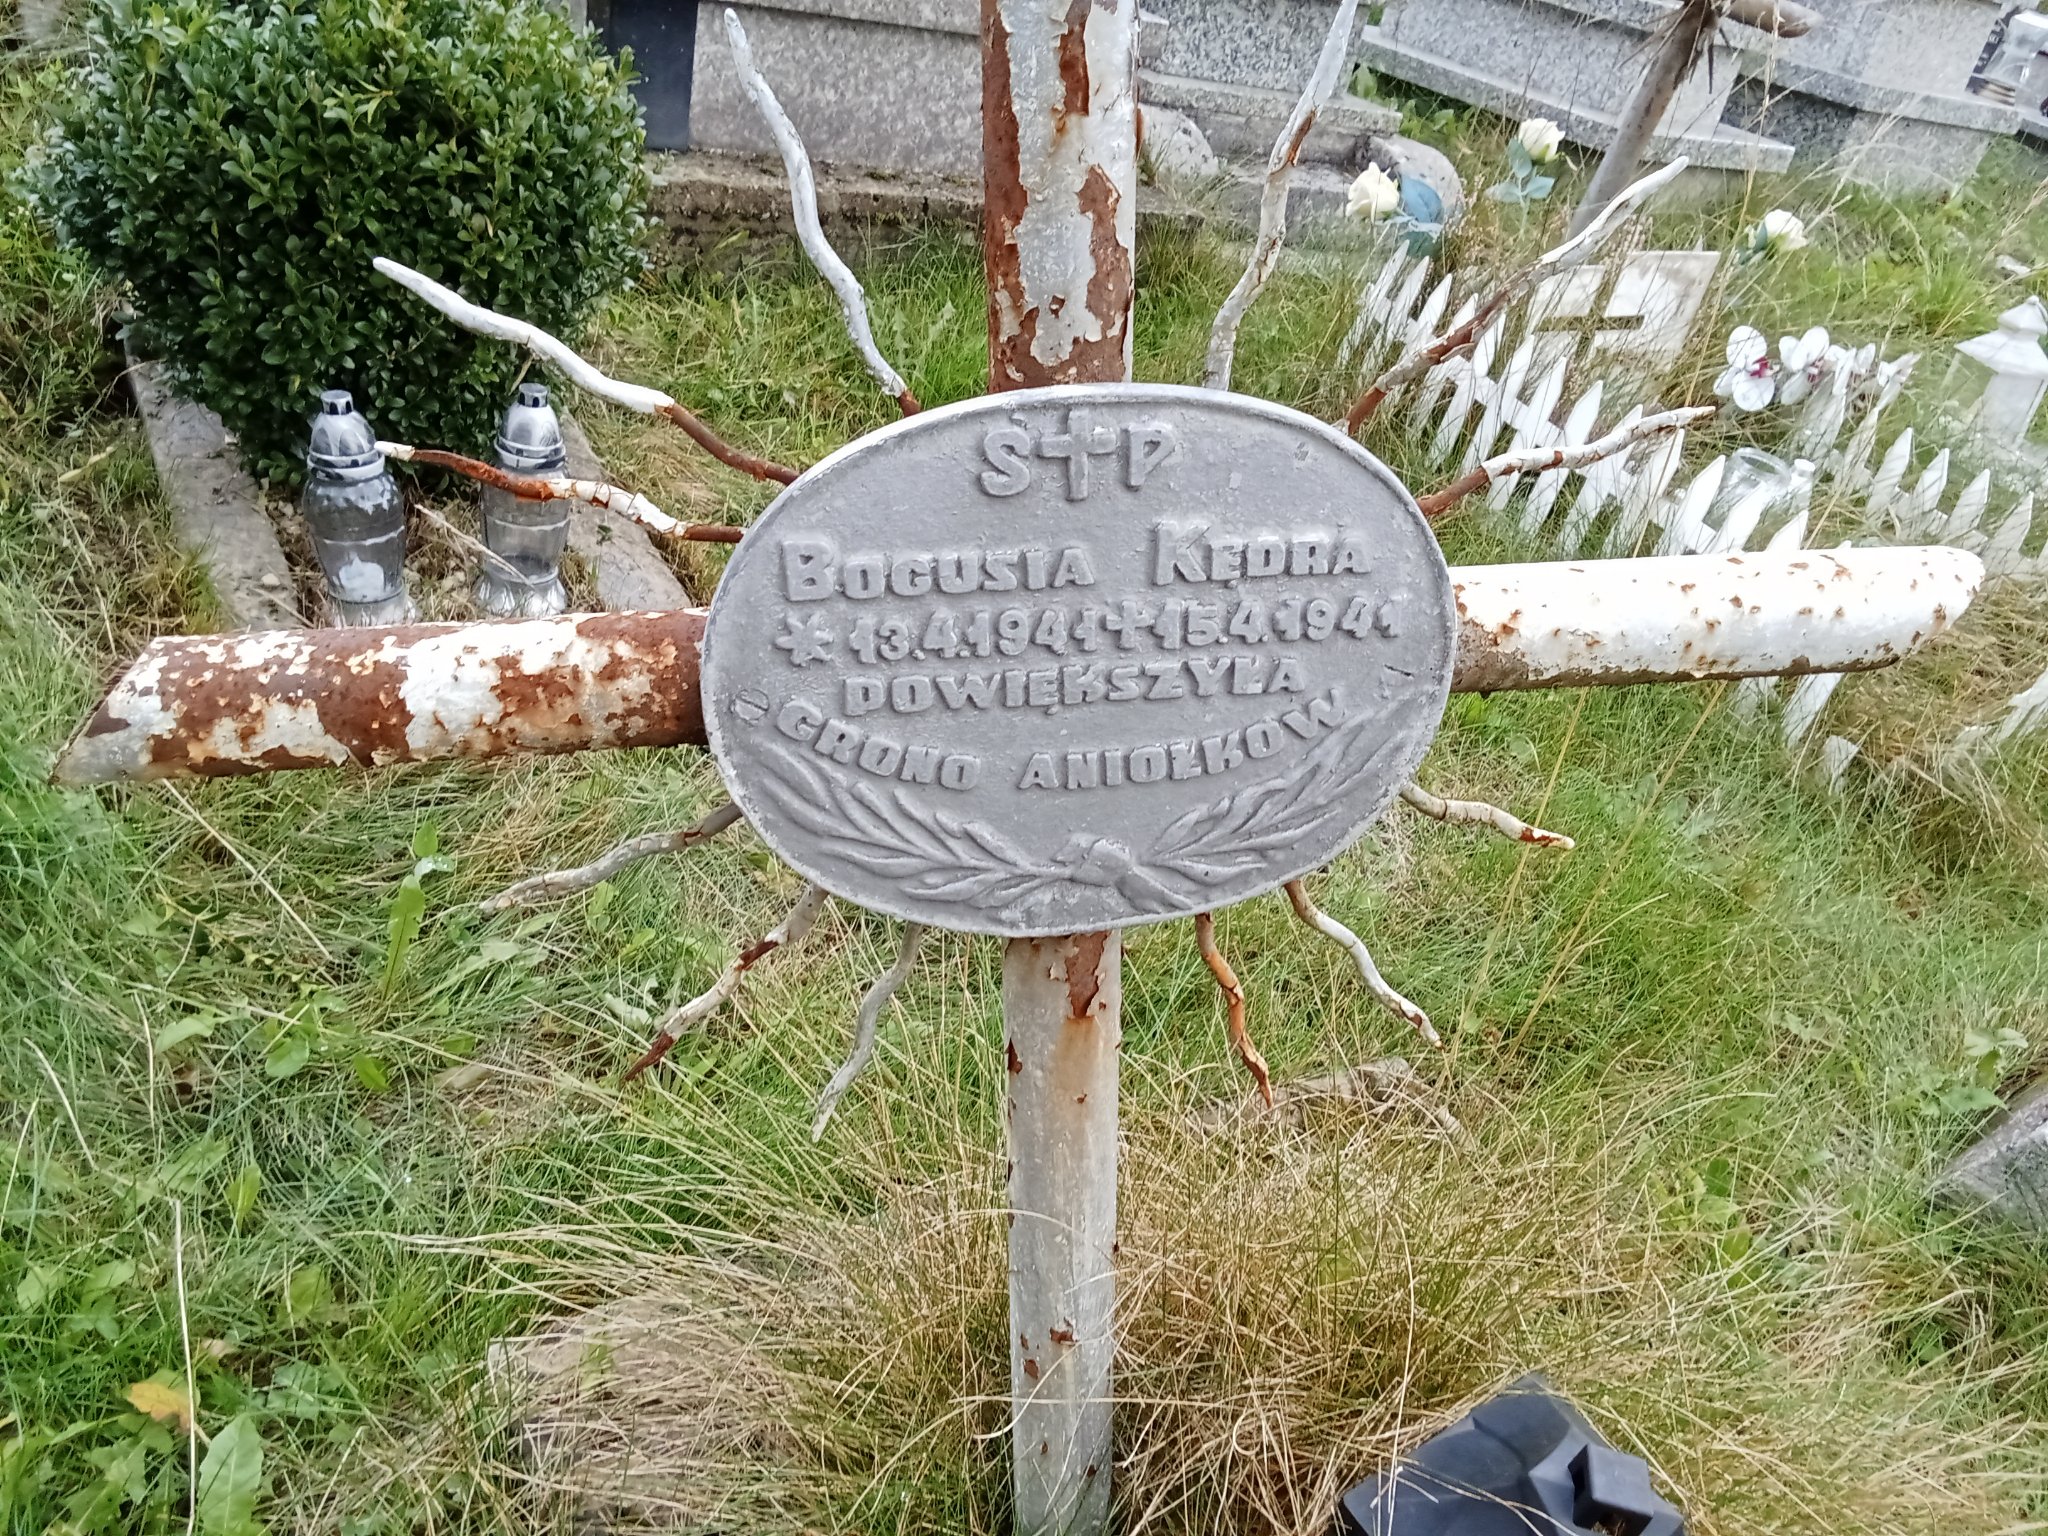 S✝P
BOGUSIA KĘDRA
* 13.4.1941 ✝ 15.4.1941
POWIĘKSZYŁA
GRONO ANIOŁKÓW